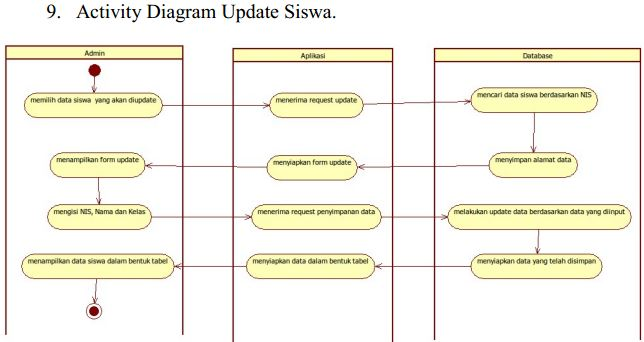 9. Activity Diagram Update Siswa.
Admin
Aplikasi
Database
memilih data siswa yang akan diupdate
menerima request update
mencari data siswa berdasarkan NIS
menampilkan form update
menyiapkan form update
menyimpan alamat data
mengisi NIS, Nama dan Kelas
menerima request penyimpanan data
melakukan update data berdasarkan data yang diinput
menampilkan data siswa dalam bentuk tabel
menyiapkan data dalam bentuk tabel
menyiapkan data yang telah disimpan